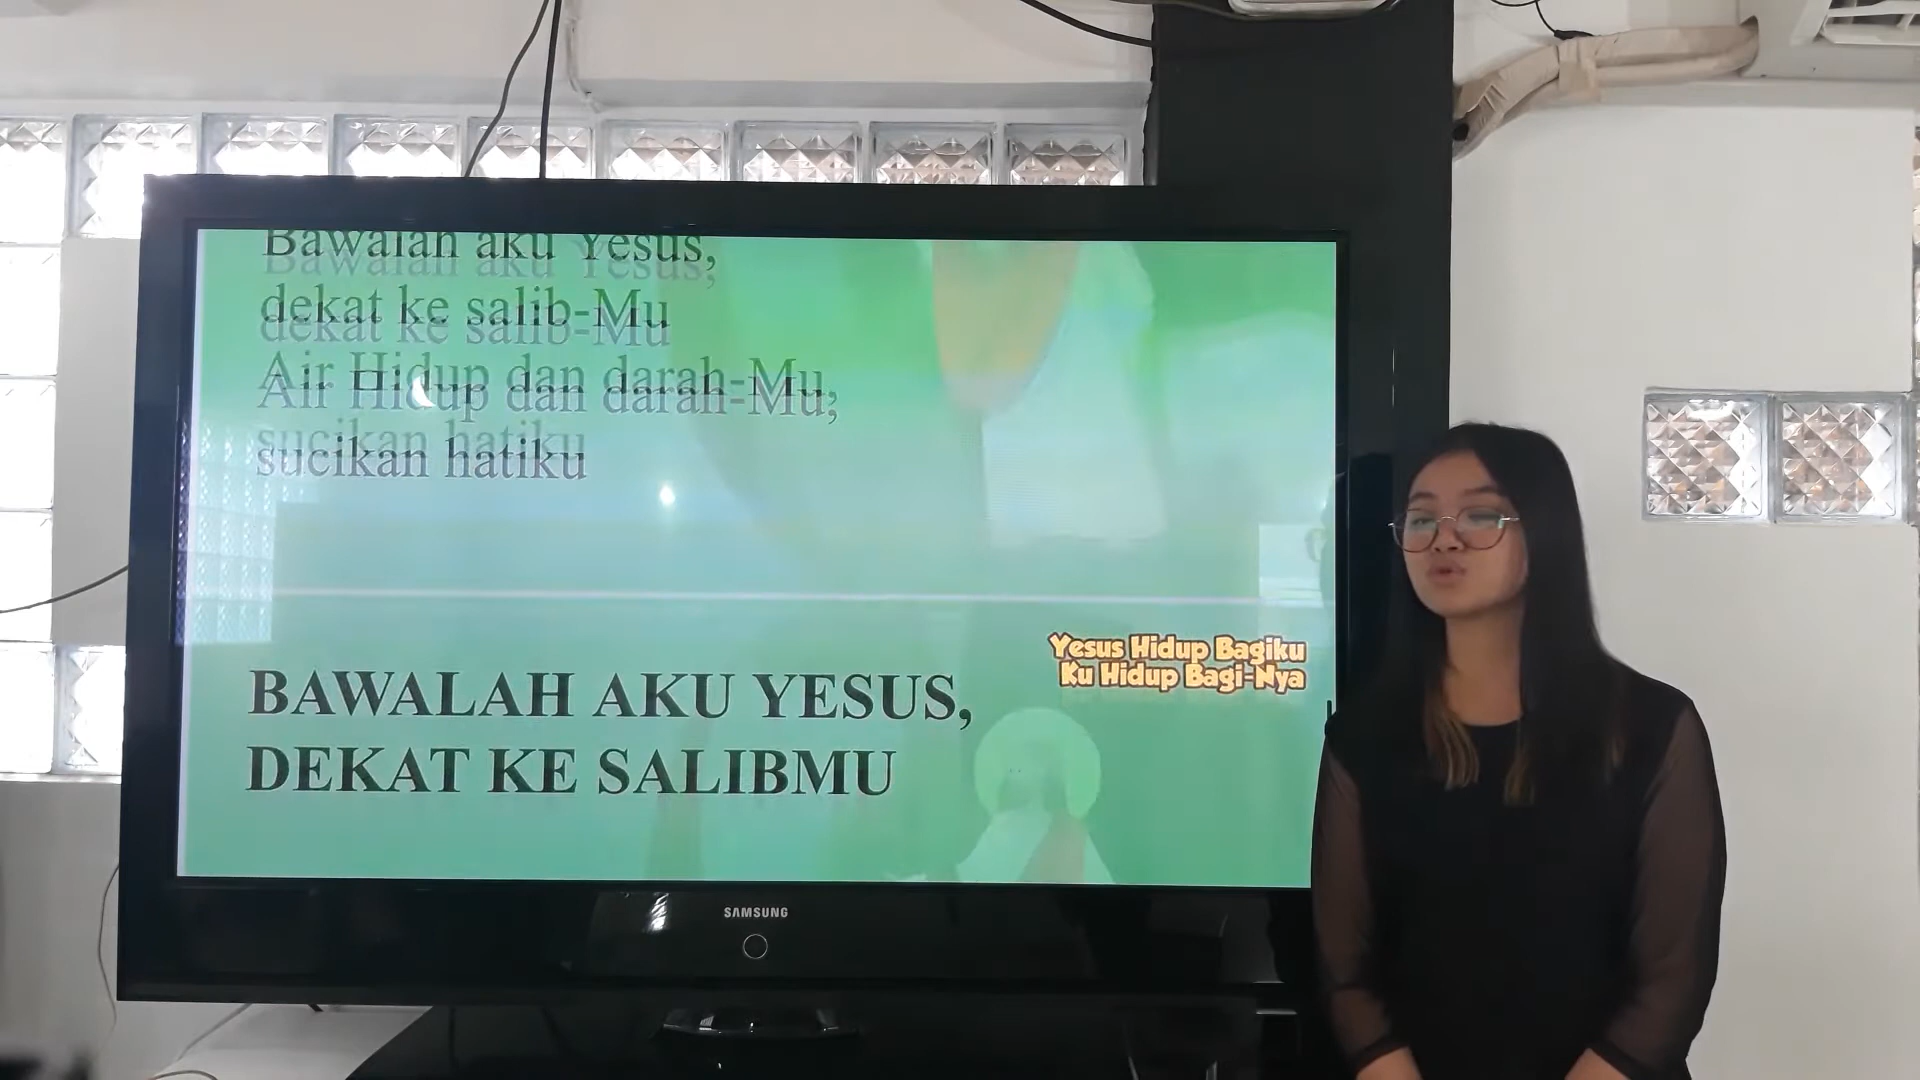 Bawalah aku Yesus,
dekat ke salib-Mu
Air Hidup dan darah-Mu,
sucikan hatiku
Yesus Hidup Bagiku
Ku Hidup Bagi-Nya
BAWALAH AKU YESUS,
DEKAT KE SALIBMU
SAMSUNG